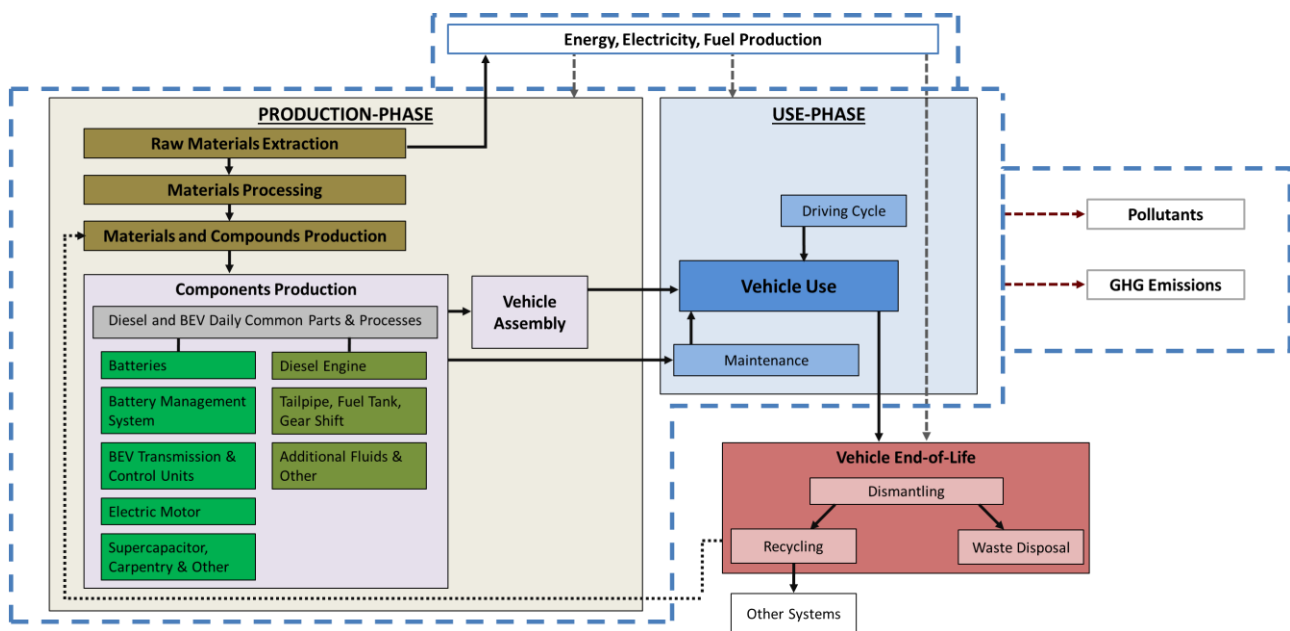 Energy, Electricity, Fuel Production
PRODUCTION-PHASE
Raw Materials Extraction
Materials Processing
Materials and Compounds Production
Components Production
Diesel and BEV Daily Common Parts & Processes
Batteries
Battery Management
System
BEV Transmission &
Control Units
Electric Motor
Supercapacitor,
Carpentry & Other
Diesel Engine
Tailpipe, Fuel Tank,
Gear Shift
Additional Fluids &
Other
Vehicle
Assembly
USE-PHASE
Driving Cycle
Vehicle Use
Maintenance
Pollutants
GHG Emissions
Vehicle End-of-Life
Dismantling
Recycling
Waste Disposal
Other Systems